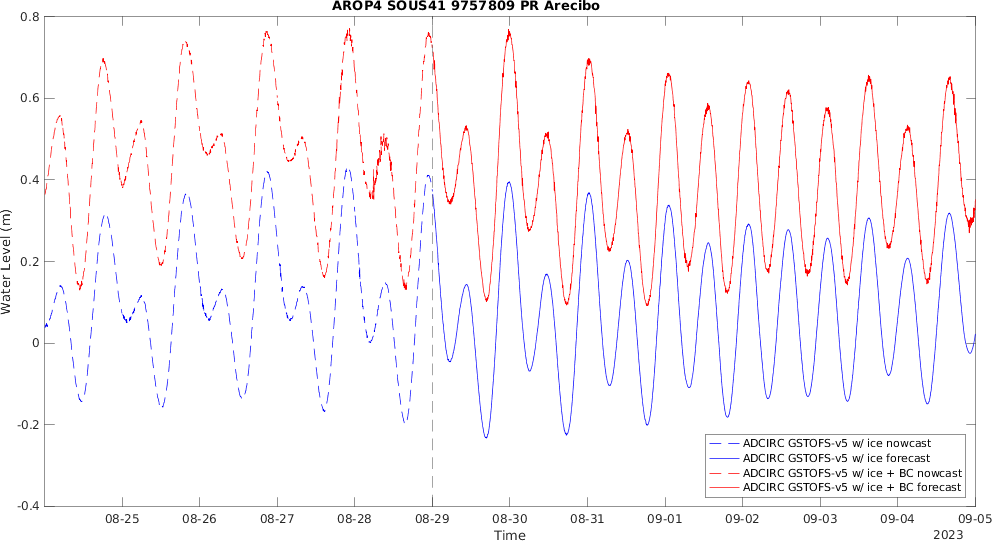 AROP4 SOUS41 9757809 PR Arecibo
Water Level (m)
0.8
0.6
0.4
0.2
0
-0.2
-0.4
08-25 08-26 08-27 08-28 08-29 08-30 08-31 09-01 09-02 09-03 09-04 09-05
Time
2023
ADCIRC GSTOFS-v5 w/ ice nowcast
ADCIRC GSTOFS-v5 w/ ice forecast
ADCIRC GSTOFS-v5 w/ ice + BC nowcast
ADCIRC GSTOFS-v5 w/ ice + BC forecast